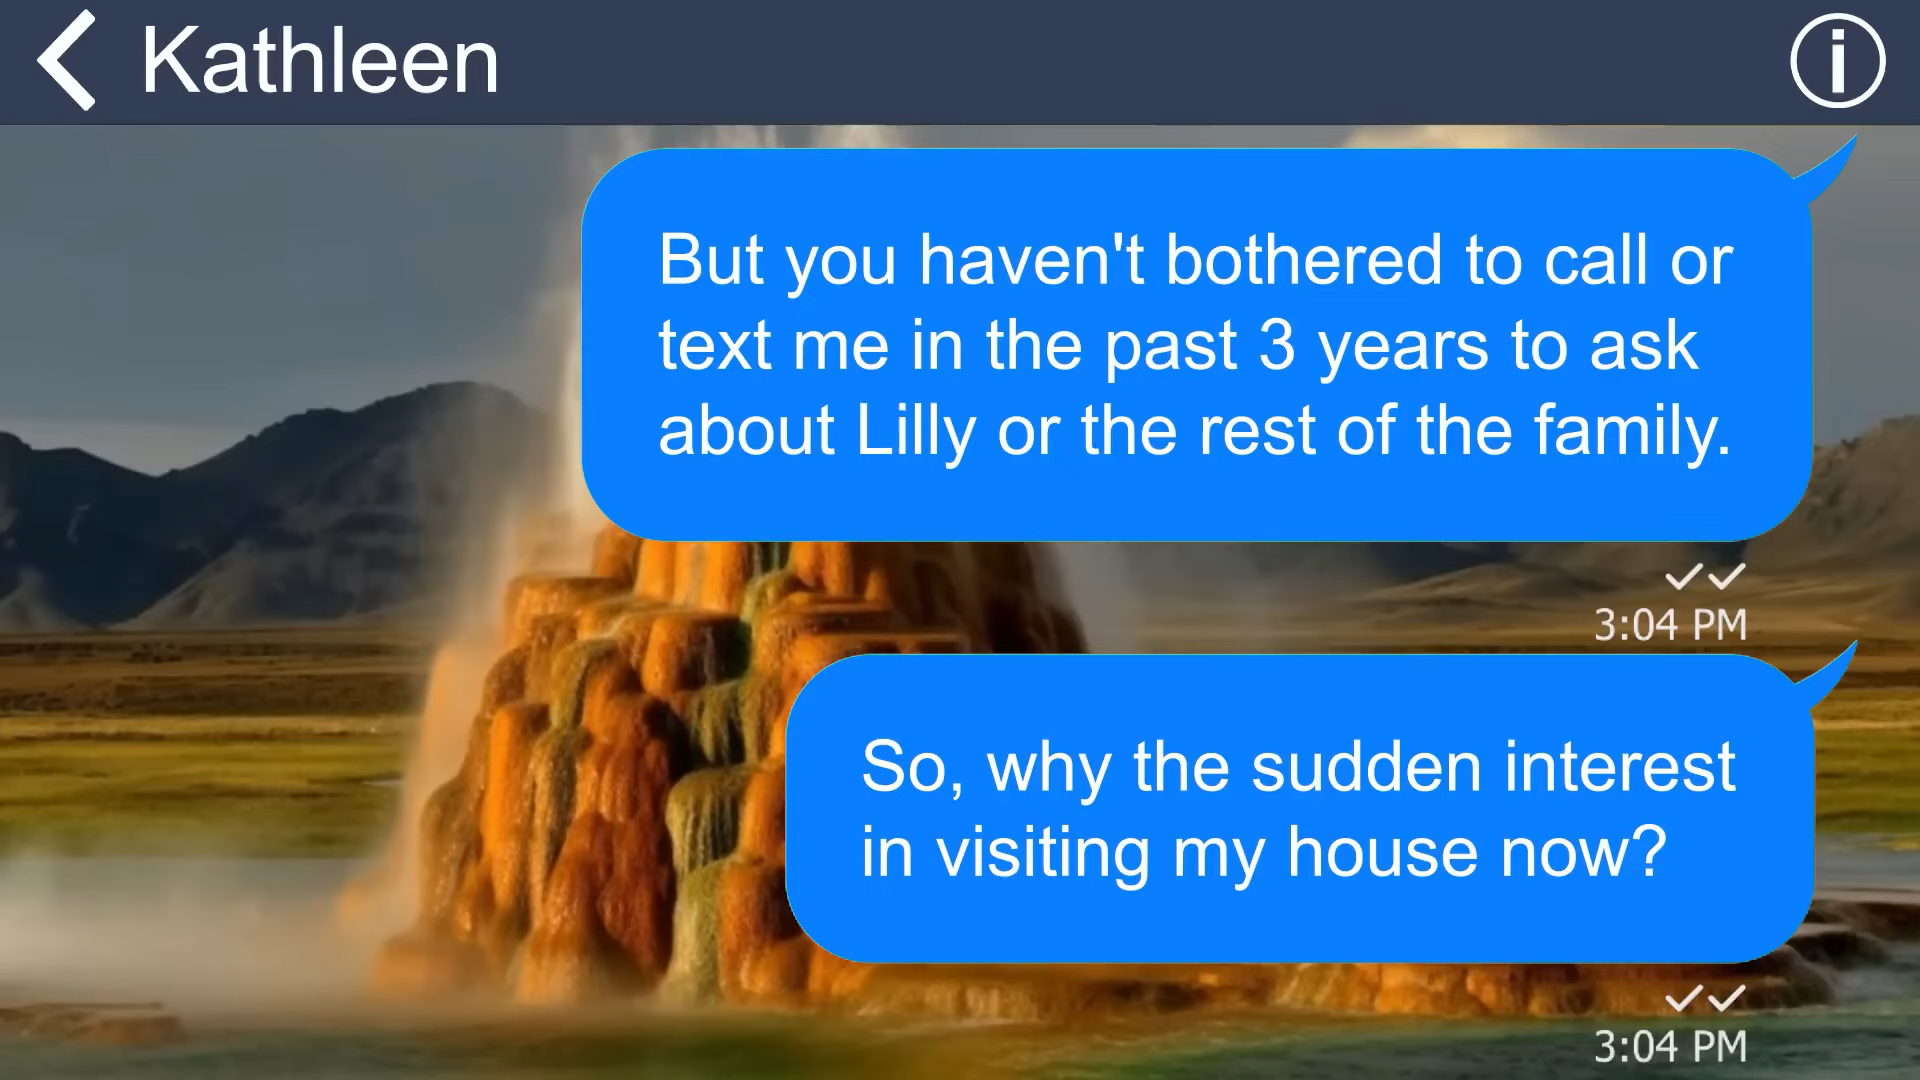 Kathleen
But you haven't bothered to call or
text me in the past 3 years to ask
about Lilly or the rest of the family.
3:04 PM
So, why the sudden interest
in visiting my house now?
3:04 PM